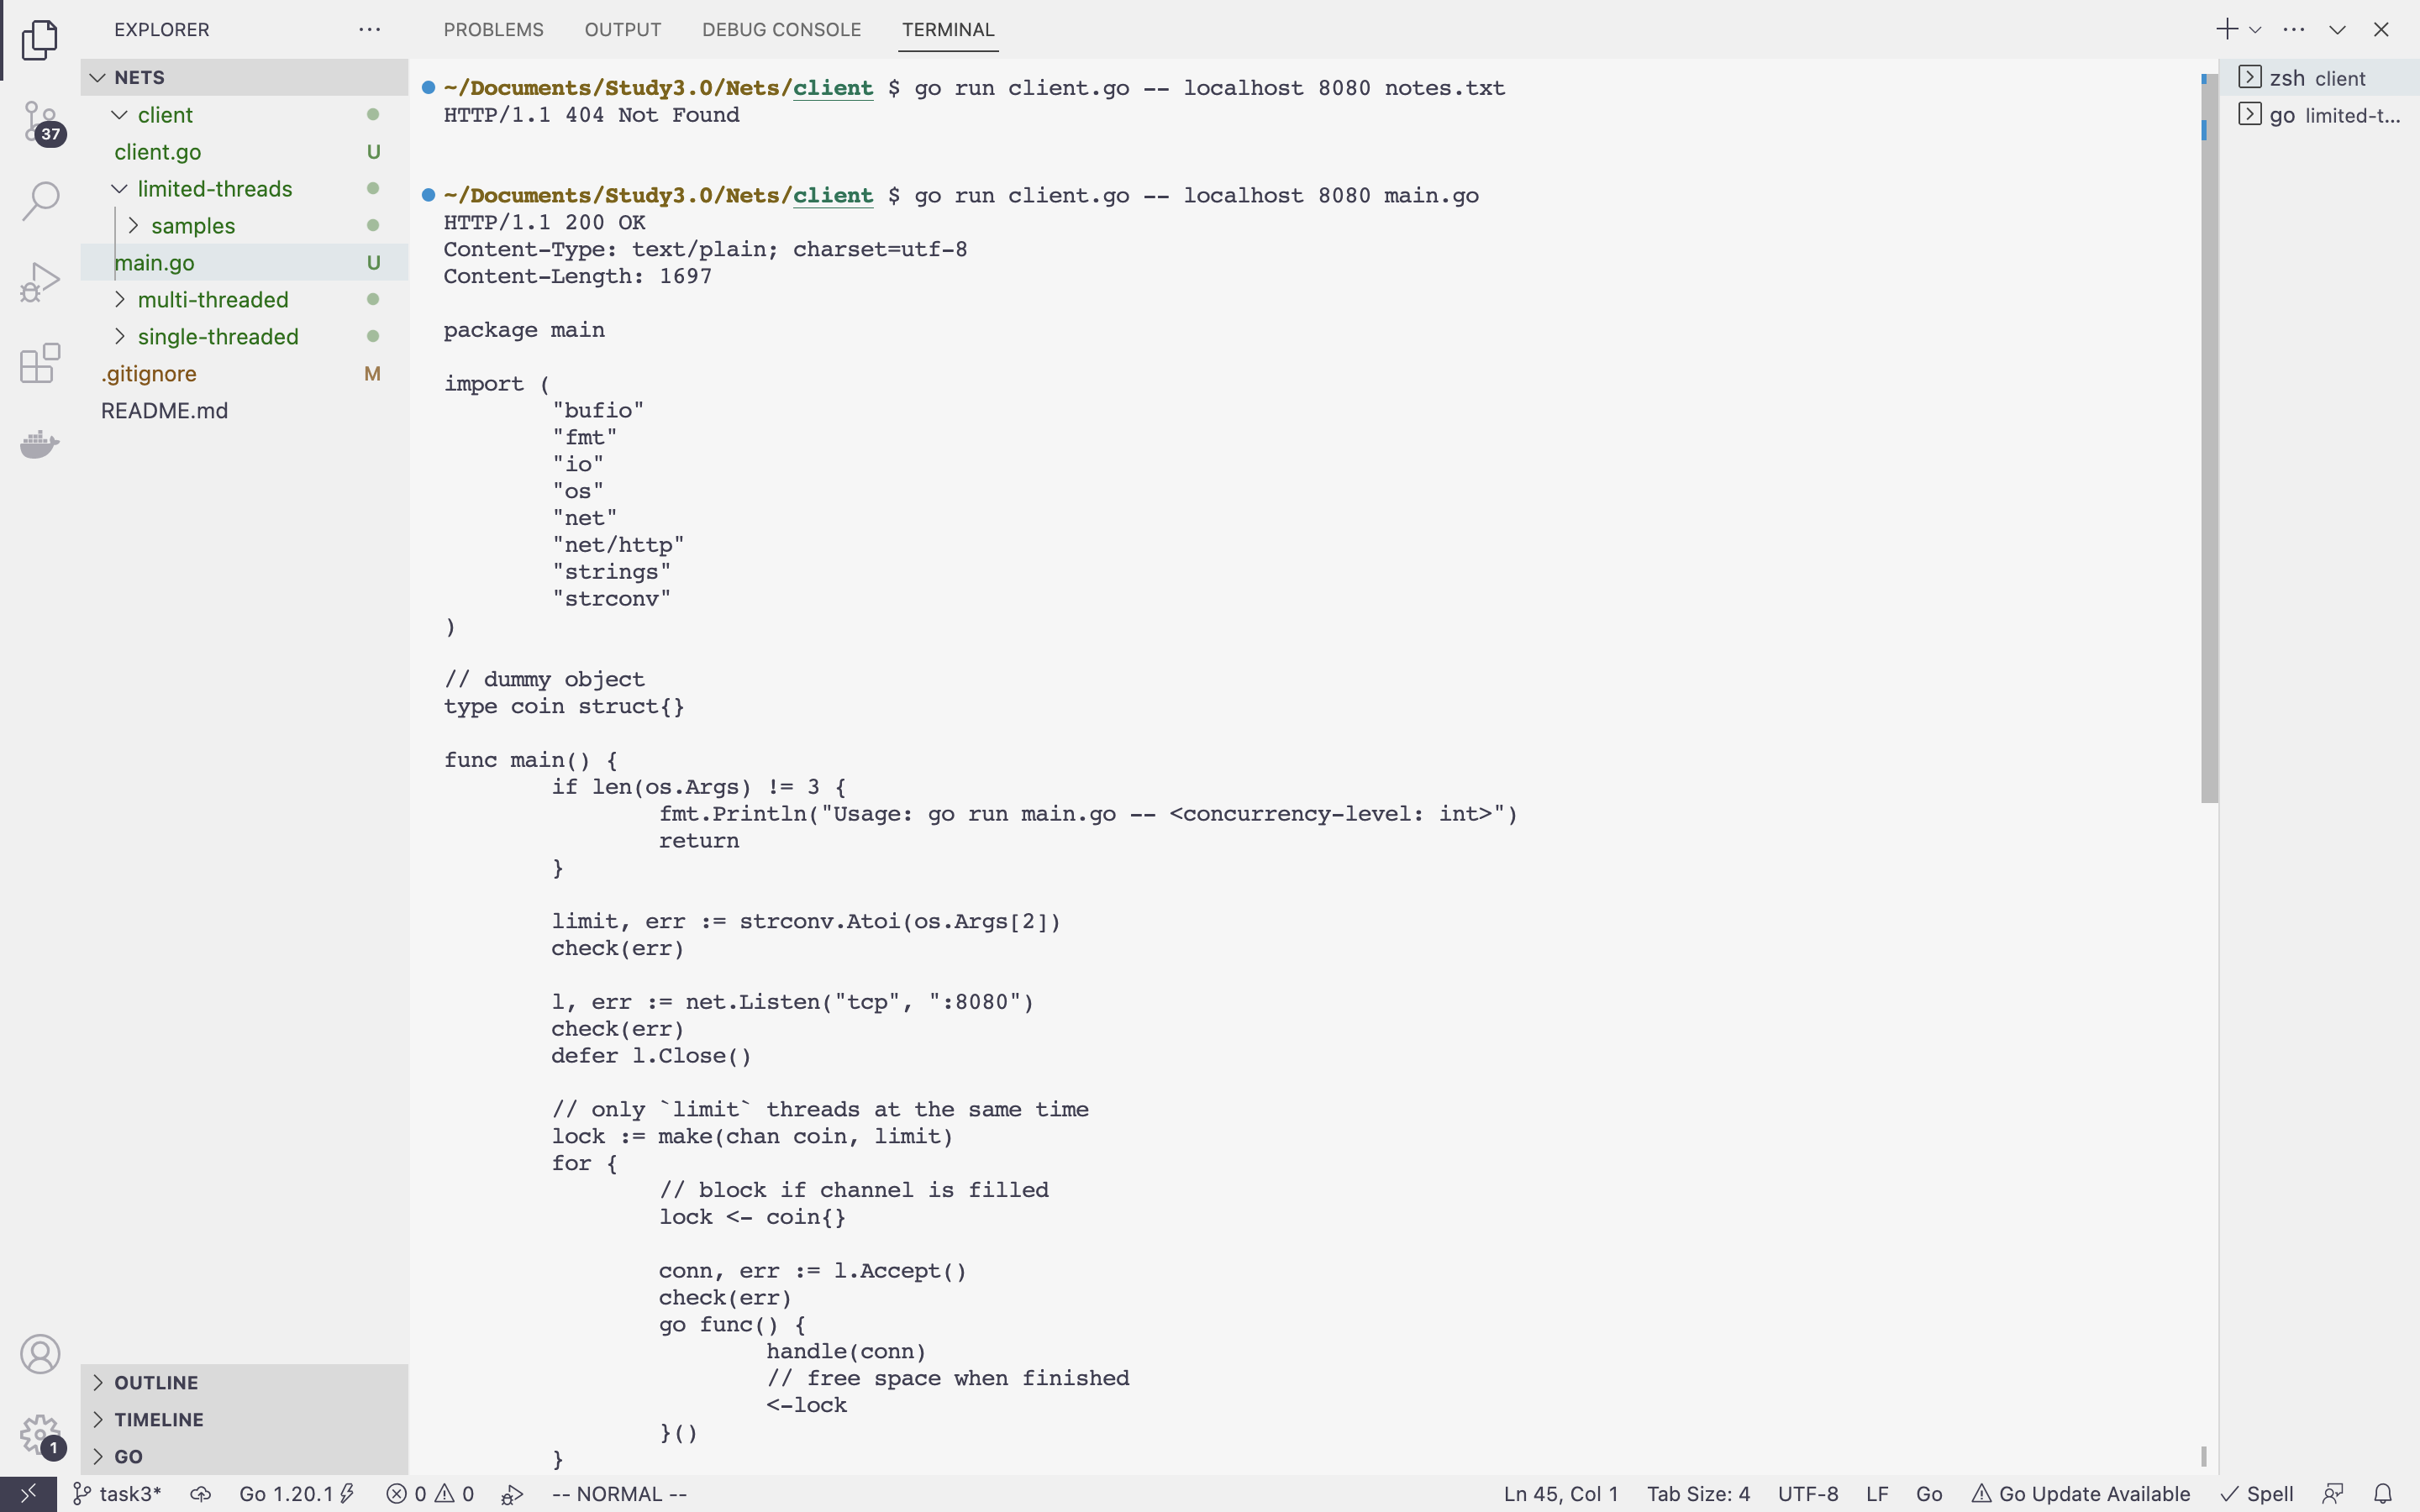 EXPLORER
NETS
client
client.go U
limited-threads
samples
main.go U
multi-threaded
single-threaded
.gitignore M
README.md
OUTLINE
TIMELINE
GO
37
1
PROBLEMS OUTPUT DEBUG CONSOLE TERMINAL
~/Documents/Study3.0/Nets/client $ go run client.go -- localhost 8080 notes.txt
HTTP/1.1 404 Not Found
~/Documents/Study3.0/Nets/client $ go run client.go -- localhost 8080 main.go
HTTP/1.1 200 OK
Content-Type: text/plain; charset=utf-8
Content-Length: 1697
package main
import (
"bufio"
"fmt"
"io"
"os"
"net"
"net/http"
"strings"
"strconv"
)
// dummy object
type coin struct{}
func main() {
if len(os.Args) != 3 {
fmt.Println("Usage: go run main.go -- <concurrency-level: int>")
return
}
limit, err := strconv.Atoi(os.Args[2])
check(err)
l, err := net.Listen("tcp", ":8080")
check(err)
defer l.Close()
// only `limit` threads at the same time
lock := make(chan coin, limit)
for {
// block if channel is filled
lock <- coin{}
conn, err := l.Accept()
check(err)
go func() {
handle(conn)
// free space when finished
<-lock
}()
}
zsh client
go limited-t...
task3* Go 1.20.1 0 0 -- NORMAL -- Ln 45, Col 1 Tab Size: 4 UTF-8 LF Go Go Update Available Spell